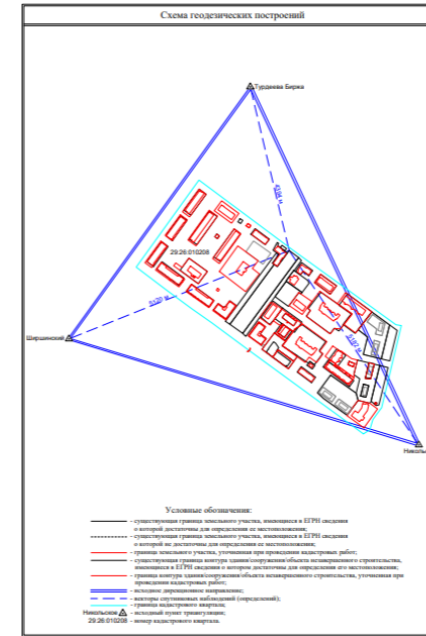 Схема геодезических построений
Турдеева Биржа
29:26:010208
Ширшинский
Николь
Условные обозначения:
- существующая граница земельного участка, имеющиеся в ЕГРН сведения
о которой достаточны для определения ее местоположения;
- существующая граница земельного участка, имеющиеся в ЕГРН сведения
о которой не достаточны для определения ее местоположения;
- граница земельного участка, уточненная при проведении кадастровых работ;
- существующая граница контура здания/сооружения/объекта незавершенного строительства,
имеющиеся в ЕГРН сведения о котором достаточны для определения его местоположения;
- граница контура здания/сооружения/объекта незавершенного строительства, уточненная при
проведении кадастровых работ;
- исходное дирекционное направление;
- векторы спутниковых наблюдений (определений);
- граница кадастрового квартала;
Никольское - исходный пункт триангуляции;
29:26:010208 - номер кадастрового квартала.